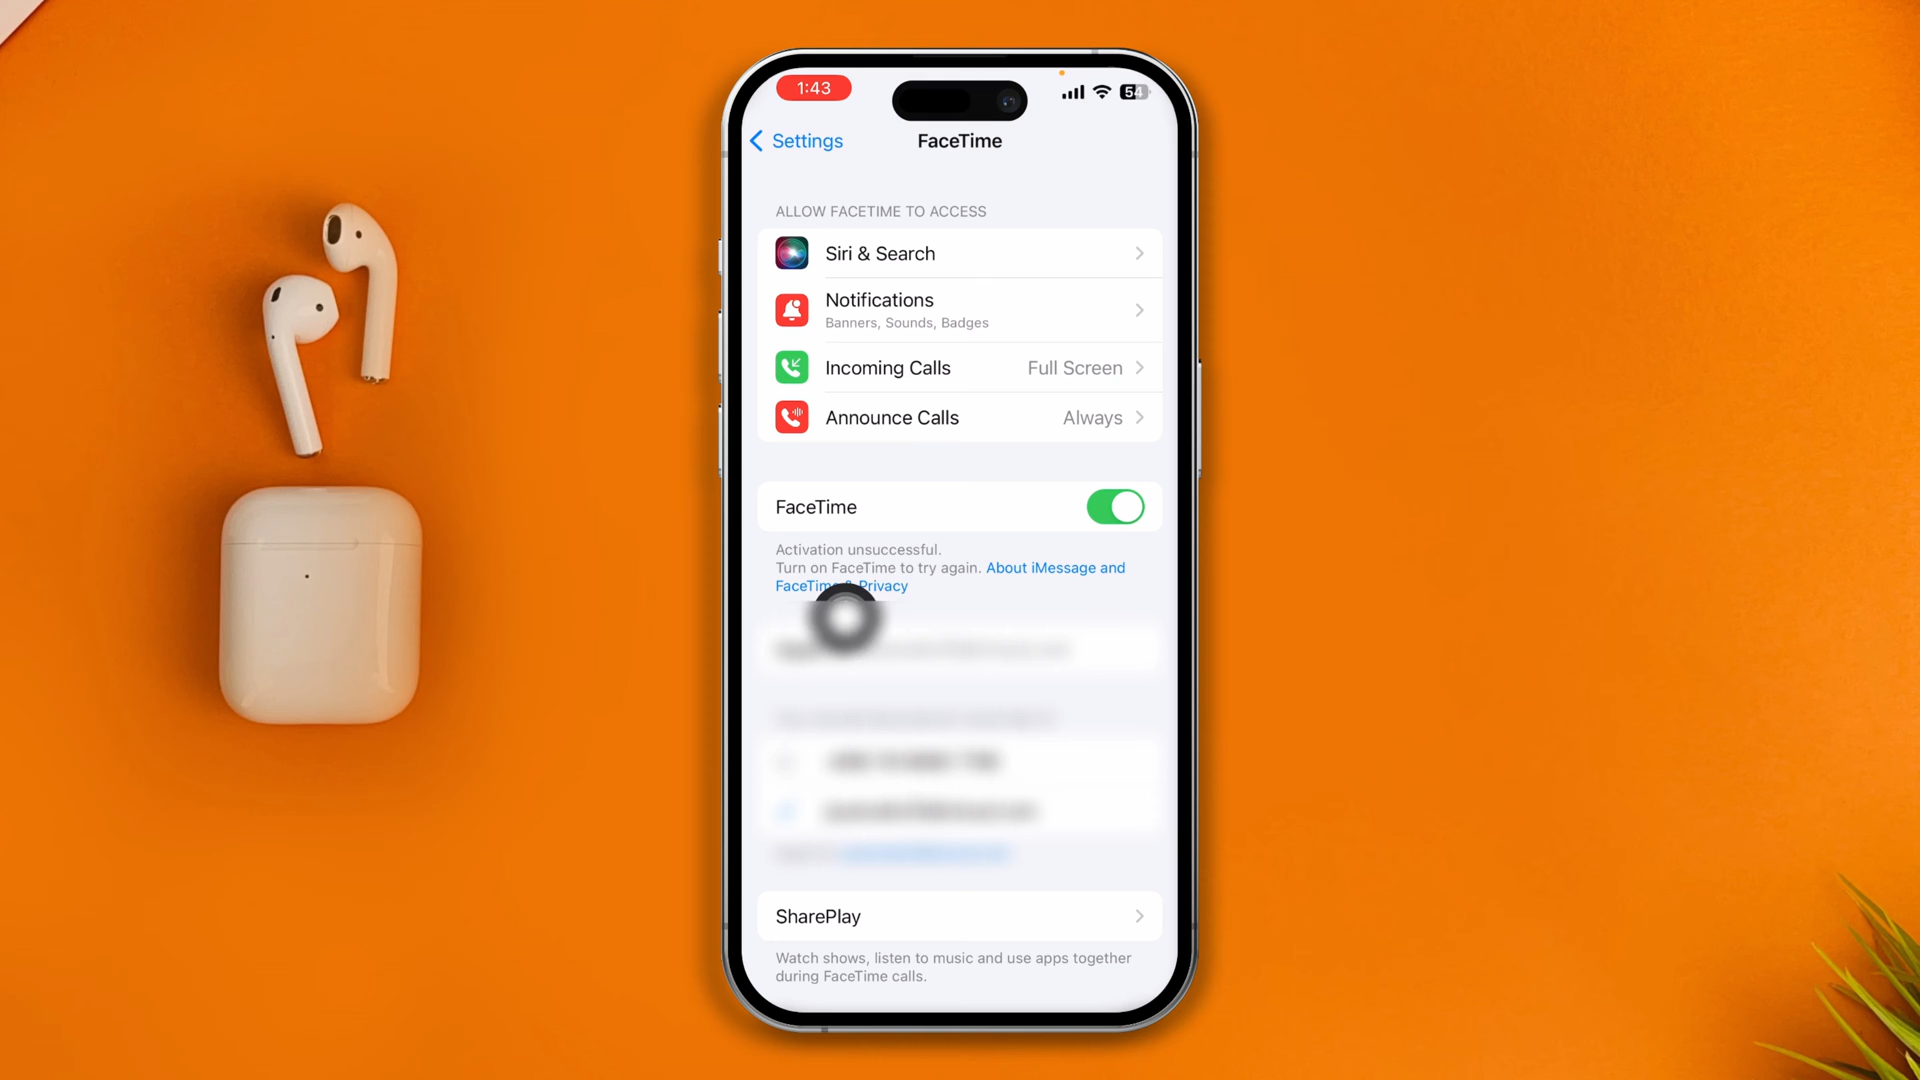 1:43
54
Settings
FaceTime
ALLOW FACETIME TO ACCESS
Siri & Search
Notifications
Banners, Sounds, Badges
Incoming Calls
Full Screen
Announce Calls
Always
FaceTime
Activation unsuccessful.
Turn on FaceTime to try again. About iMessage and
FaceTime & Privacy
SharePlay
Watch shows, listen to music and use apps together
during FaceTime calls.